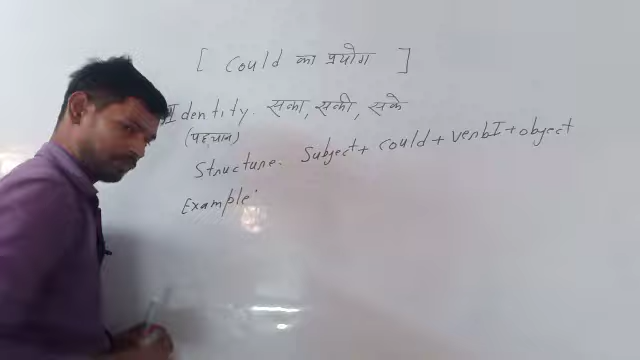 [ Could का प्रयोग ]
Identity. सका, सकी, सके
(पहचान)
Structure. Subject + could + verbI + object
Example: